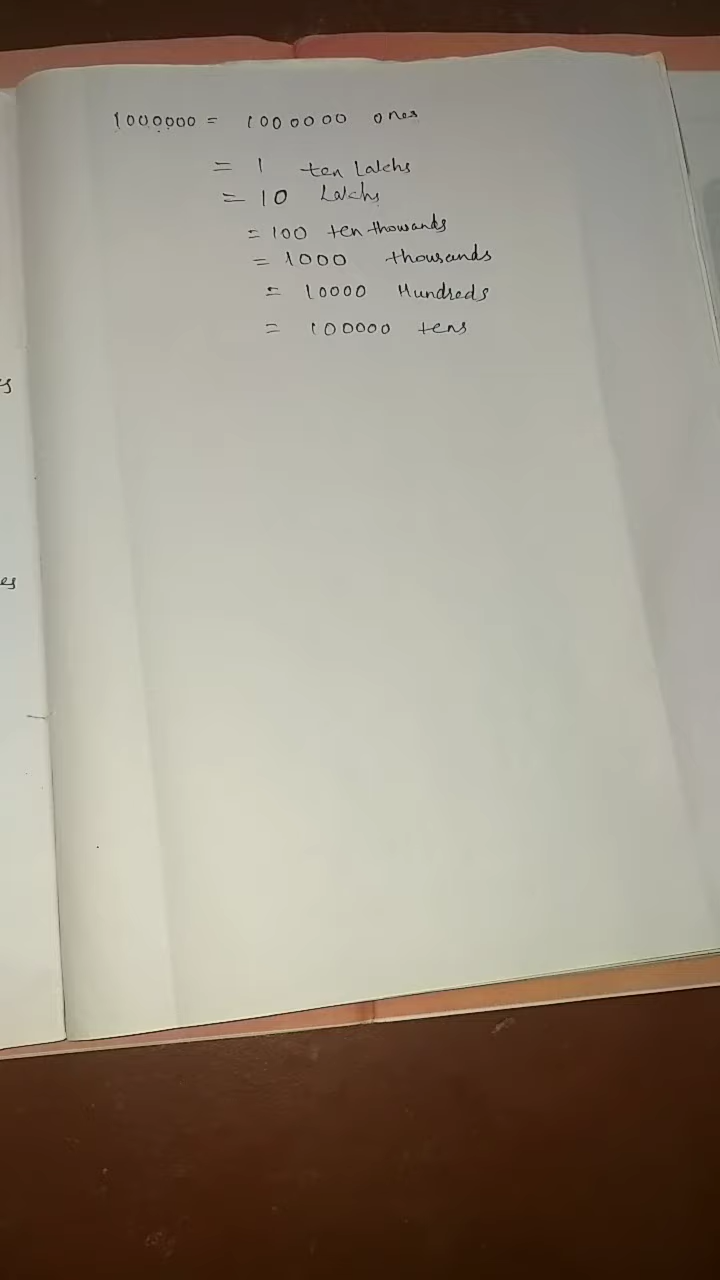 1000000 = 1000000 ones
= 1 ten Lakhs
= 10 Lakhs
= 100 ten thousands
= 1000 thousands
= 10000 Hundreds
= 100000 tens